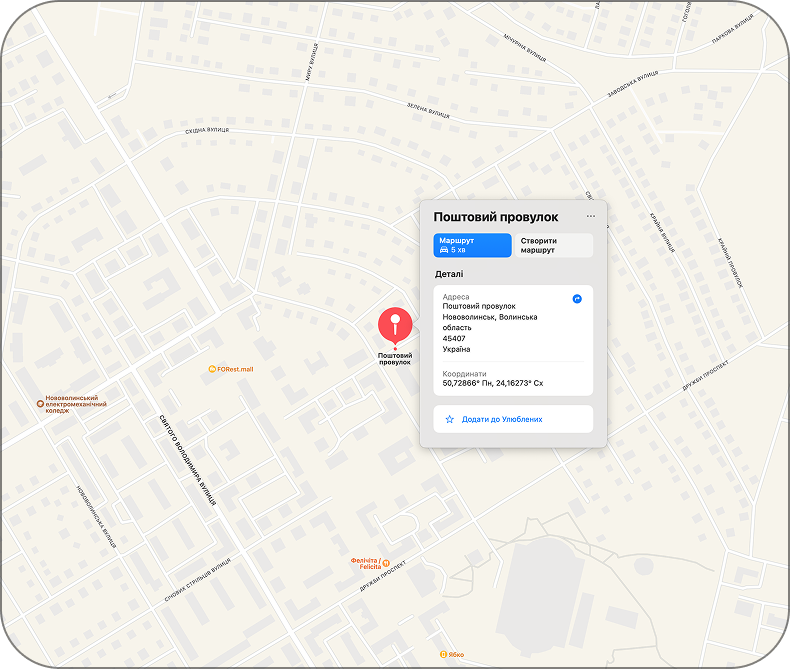 ГОГОЛЯ
ПАРКОВА ВУЛИЦЯ
МІЧУРІНА ВУЛИЦЯ
МИРУ ВУЛИЦЯ
ЗАВОДСЬКА ВУЛИЦЯ
ЗЕЛЕНА ВУЛИЦЯ
СХІДНА ВУЛИЦЯ
КРАЙНЯ ВУЛИЦЯ
КРАЙНІЙ ПРОВУЛОК
Поштовий провулок
Маршрут
5 хв
Створити
маршрут
Деталі
Адреса
Поштовий провулок
Нововолинськ, Волинська
область
45407
Україна
Координати
50,72866° Пн, 24,16273° Сх
Додати до Улюблених
Поштовий
провулок
FORest.mall
ДРУЖБИ ПРОСПЕКТ
Нововолинський
електромеханічний
коледж
СВЯТОГО ВОЛОДИМИРА ВУЛИЦЯ
НОВОВОЛИНСЬКА ВУЛИЦЯ
СІЧОВИХ СТРІЛЬЦІВ ВУЛИЦЯ
Фелічіта /
Felicita
ДРУЖБИ ПРОСПЕКТ
Ябко